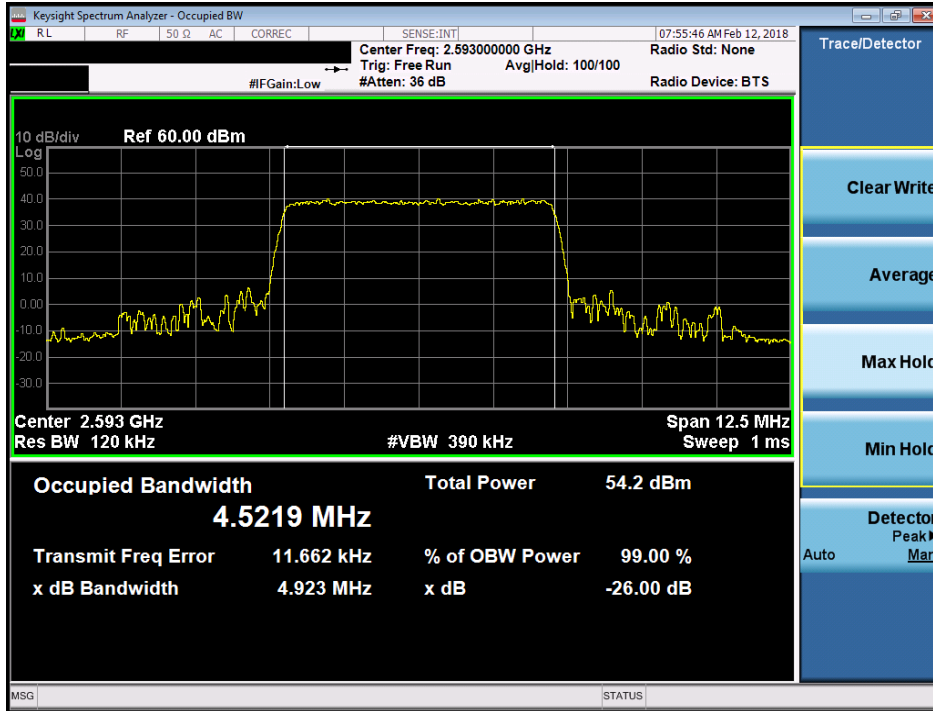 Keysight Spectrum Analyzer - Occupied BW
LXI RL RF 50 Ω AC CORREC SENSE:INT 07:55:46 AM Feb 12, 2018
Center Freq: 2.593000000 GHz Radio Std: None
Trig: Free Run Avg|Hold: 100/100
#IFGain:Low #Atten: 36 dB Radio Device: BTS
Trace/Detector
10 dB/div Ref 60.00 dBm
Log
50.0
40.0
30.0
20.0
10.0
0.00
-10.0
-20.0
-30.0
Center 2.593 GHz Span 12.5 MHz
Res BW 120 kHz #VBW 390 kHz Sweep 1 ms
Occupied Bandwidth Total Power 54.2 dBm
4.5219 MHz
Transmit Freq Error 11.662 kHz % of OBW Power 99.00 %
x dB Bandwidth 4.923 MHz x dB -26.00 dB
Clear Write
Average
Max Hold
Min Hold
Detector
Peak
Auto Man
MSG STATUS